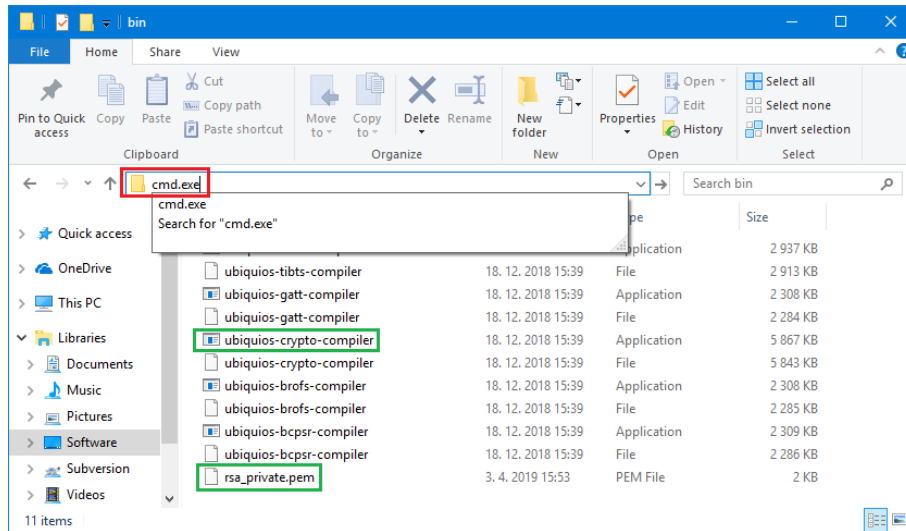 bin
File Home Share View
Pin to Quick access
Copy
Paste
Cut
Copy path
Paste shortcut
Move to
Copy to
Delete
Rename
New folder
Properties
Open
Edit
History
Select all
Select none
Invert selection
Clipboard Organize New Open Select
cmd.exe
Search bin
cmd.exe
Search for "cmd.exe"
Size
Application 2 937 KB
ubiquios-tibts-compiler 18. 12. 2018 15:39 File 2 913 KB
ubiquios-gatt-compiler 18. 12. 2018 15:39 Application 2 308 KB
ubiquios-gatt-compiler 18. 12. 2018 15:39 File 2 284 KB
ubiquios-crypto-compiler 18. 12. 2018 15:39 Application 5 867 KB
ubiquios-crypto-compiler 18. 12. 2018 15:39 File 5 843 KB
ubiquios-brofs-compiler 18. 12. 2018 15:39 Application 2 308 KB
ubiquios-brofs-compiler 18. 12. 2018 15:39 File 2 285 KB
ubiquios-bcpsr-compiler 18. 12. 2018 15:39 Application 2 309 KB
ubiquios-bcpsr-compiler 18. 12. 2018 15:39 File 2 286 KB
rsa_private.pem 3. 4. 2019 15:53 PEM File 2 KB
Quick access
OneDrive
This PC
Libraries
Documents
Music
Pictures
Software
Subversion
Videos
11 items